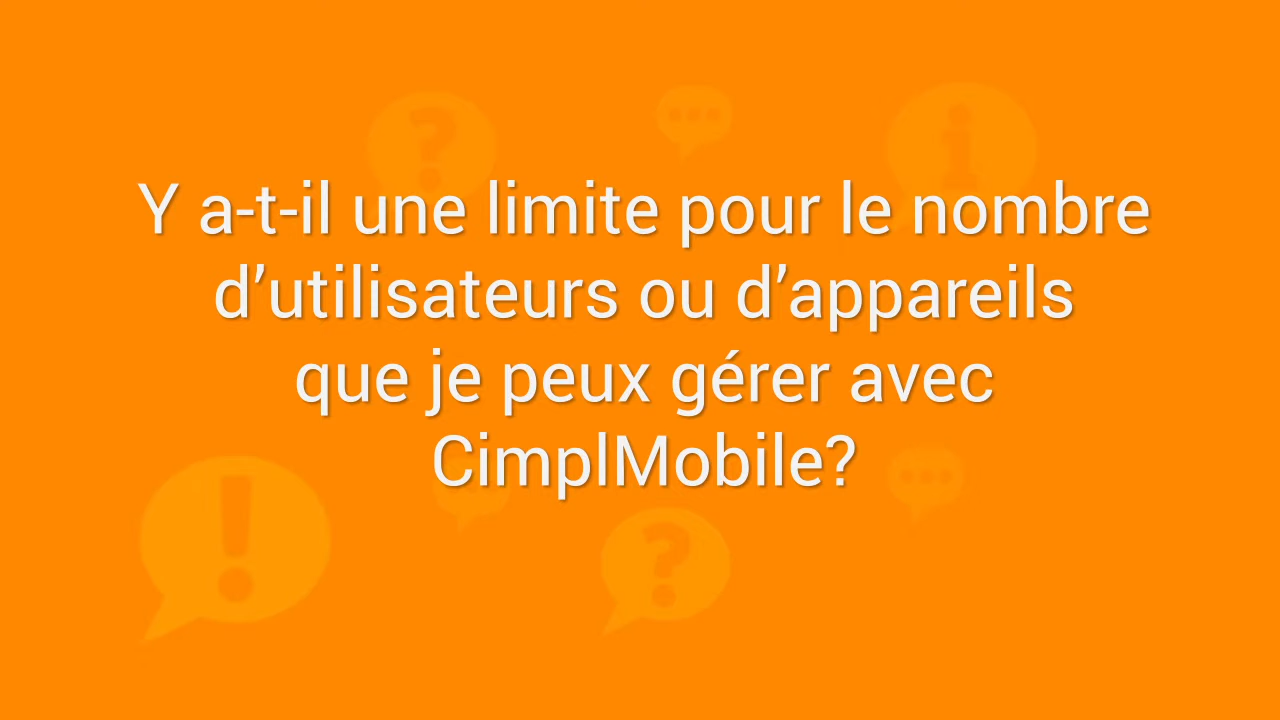 Y a-t-il une limite pour le nombre
d’utilisateurs ou d’appareils
que je peux gérer avec
CimplMobile?